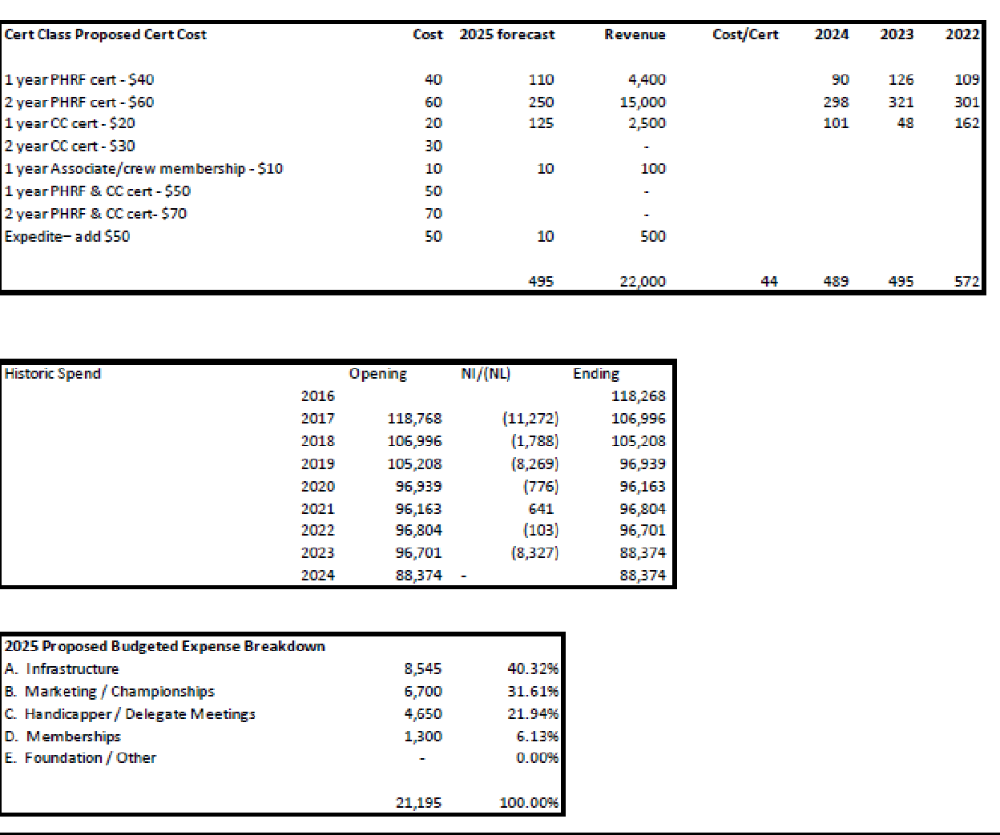 Cert Class Proposed Cert Cost Cost 2025 forecast Revenue Cost/Cert 2024 2023 2022
1 year PHRF cert - $40 40 110 4,400 90 126 109
2 year PHRF cert - $60 60 250 15,000 298 321 301
1 year CC cert - $20 20 125 2,500 101 48 162
2 year CC cert - $30 30 -
1 year Associate/crew membership - $10 10 10 100
1 year PHRF & CC cert - $50 50 -
2 year PHRF & CC cert- $70 70 -
Expedite– add $50 50 10 500
495 22,000 44 489 495 572
Historic Spend Opening NI/(NL) Ending
2016 118,268
2017 118,768 (11,272) 106,996
2018 106,996 (1,788) 105,208
2019 105,208 (8,269) 96,939
2020 96,939 (776) 96,163
2021 96,163 641 96,804
2022 96,804 (103) 96,701
2023 96,701 (8,327) 88,374
2024 88,374 - 88,374
2025 Proposed Budgeted Expense Breakdown
A. Infrastructure 8,545 40.32%
B. Marketing / Championships 6,700 31.61%
C. Handicapper / Delegate Meetings 4,650 21.94%
D. Memberships 1,300 6.13%
E. Foundation / Other - 0.00%
21,195 100.00%